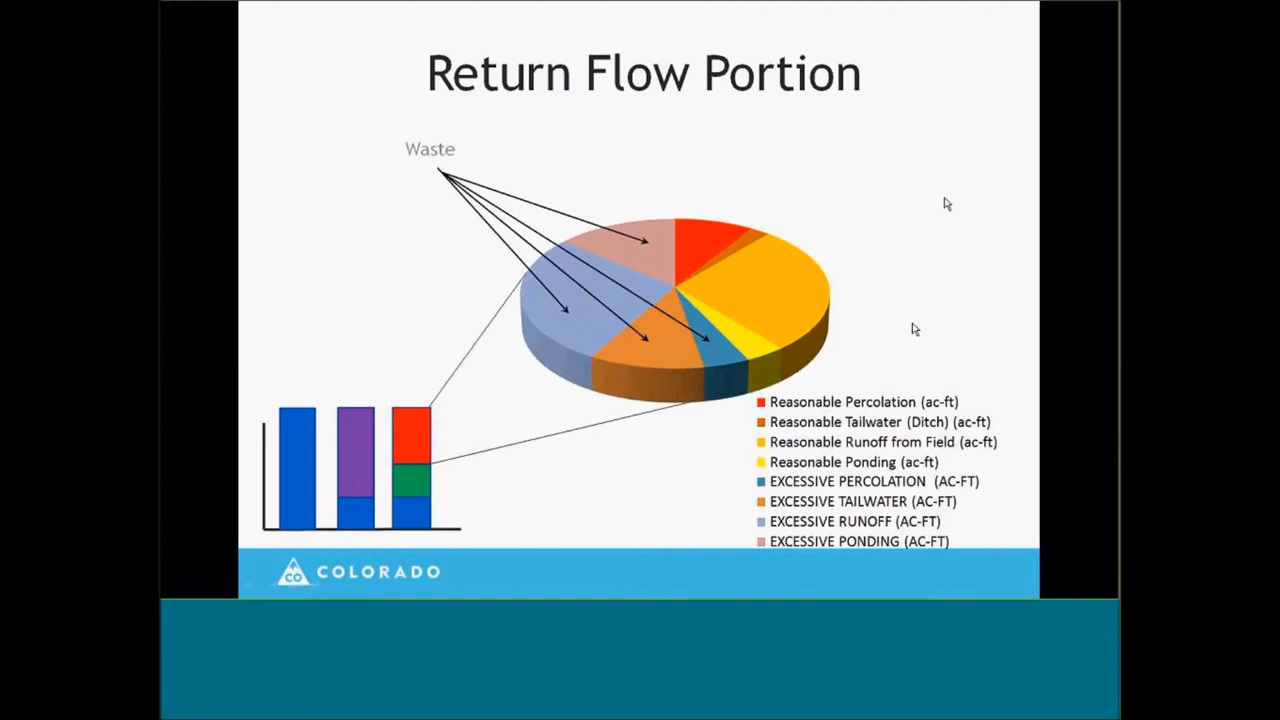 Return Flow Portion
Waste
Reasonable Percolation (ac-ft)
Reasonable Tailwater (Ditch) (ac-ft)
Reasonable Runoff from Field (ac-ft)
Reasonable Ponding (ac-ft)
EXCESSIVE PERCOLATION (AC-FT)
EXCESSIVE TAILWATER (AC-FT)
EXCESSIVE RUNOFF (AC-FT)
EXCESSIVE PONDING (AC-FT)
CO COLORADO